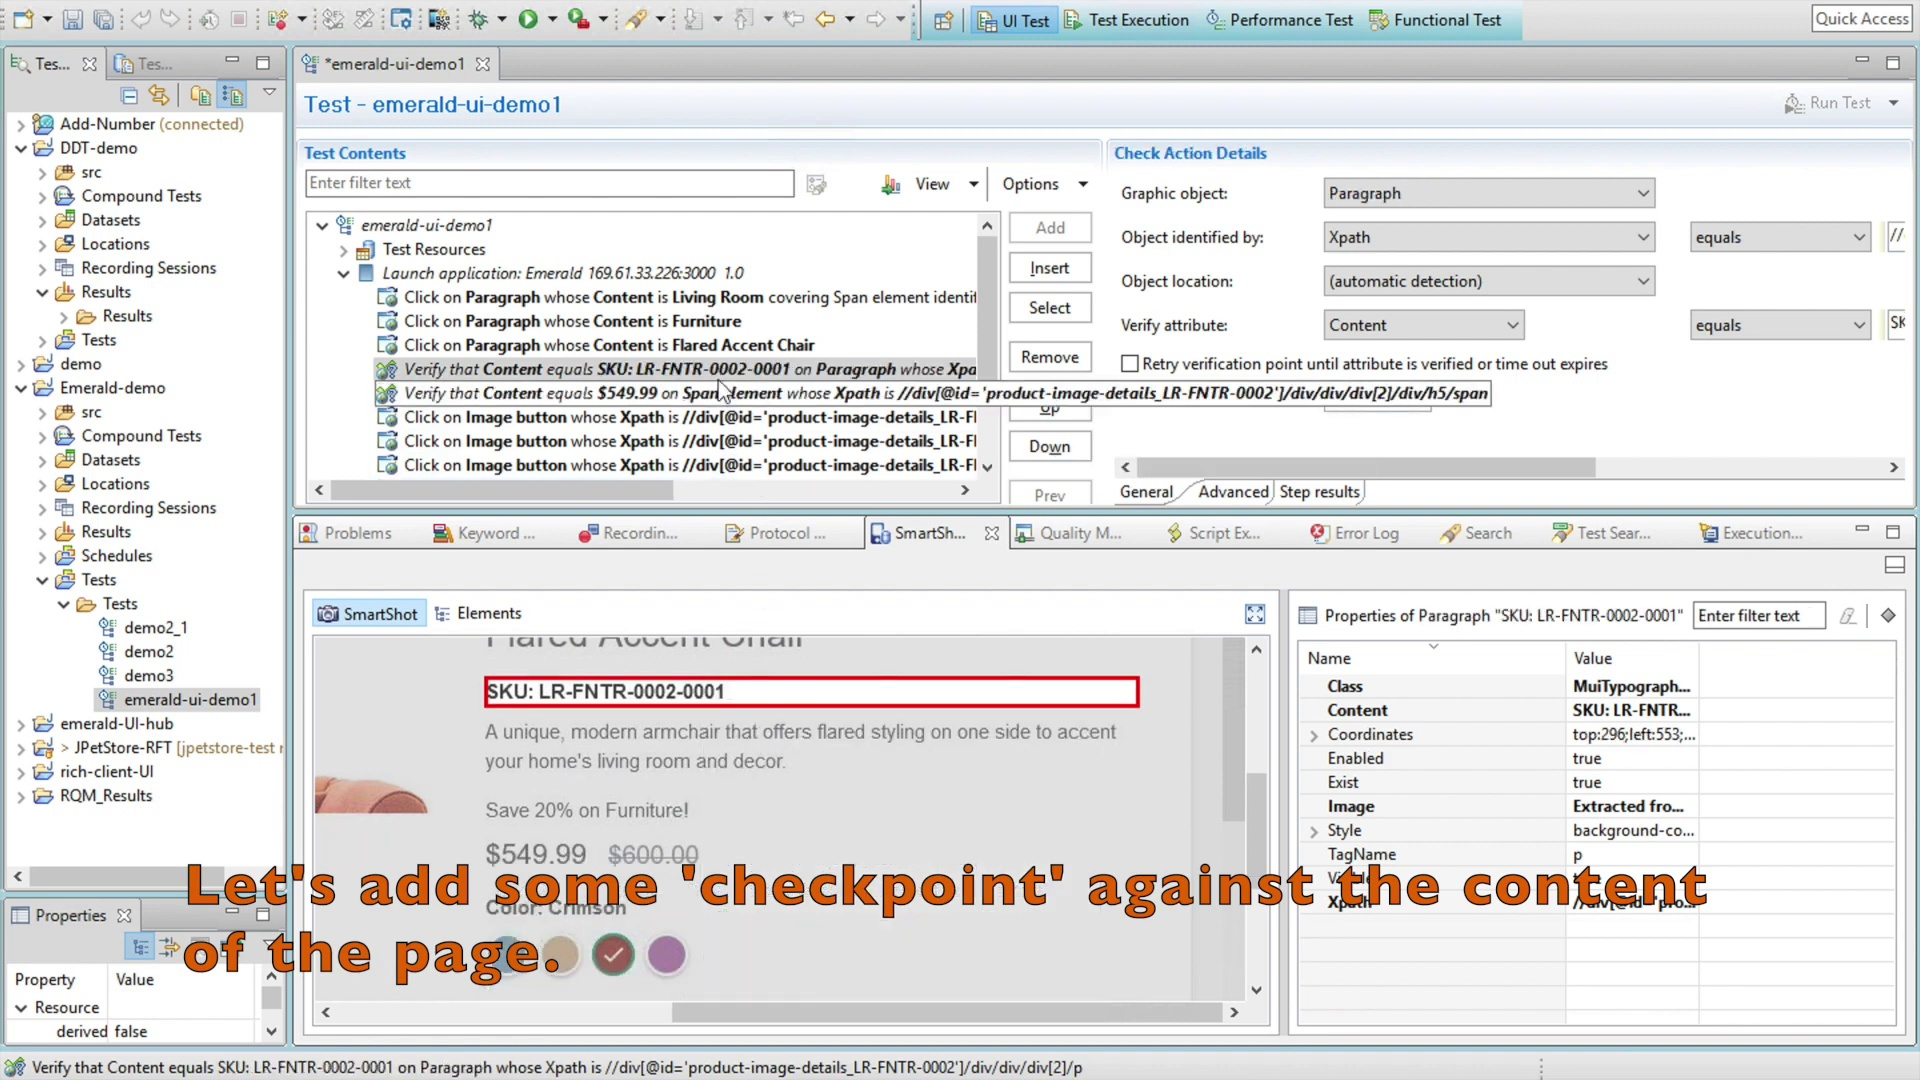 UI Test
Test Execution
Performance Test
Functional Test
Quick Access
Tes...
Tes...
*emerald-ui-demo1
Test - emerald-ui-demo1
Run Test
Add-Number (connected)
DDT-demo
src
Compound Tests
Datasets
Locations
Recording Sessions
Results
Results
Tests
demo
Emerald-demo
src
Compound Tests
Datasets
Locations
Recording Sessions
Results
Schedules
Tests
Tests
demo2_1
demo2
demo3
emerald-ui-demo1
emerald-UI-hub
> JPetStore-RFT [jpetstore-test
rich-client-UI
RQM_Results
Test Contents
Enter filter text
View
Options
emerald-ui-demo1
Test Resources
Launch application: Emerald 169.61.33.226:3000 1.0
Click on Paragraph whose Content is Living Room covering Span element identif
Click on Paragraph whose Content is Furniture
Click on Paragraph whose Content is Flared Accent Chair
Verify that Content equals SKU: LR-FNTR-0002-0001 on Paragraph whose Xpa
Verify that Content equals $549.99 on Span element whose Xpath is //div[@id='product-image-details_LR-FNTR-0002']/div/div/div[2]/div/h5/span
Click on Image button whose Xpath is //div[@id='product-image-details_LR-F
Click on Image button whose Xpath is //div[@id='product-image-details_LR-F
Click on Image button whose Xpath is //div[@id='product-image-details_LR-F
Add
Insert
Select
Remove
Up
Down
Prev
Check Action Details
Graphic object:
Paragraph
Object identified by:
Xpath
equals
//
Object location:
(automatic detection)
Verify attribute:
Content
equals
SK
Retry verification point until attribute is verified or time out expires
General
Advanced
Step results
Problems
Keyword ...
Recordin...
Protocol ...
SmartSh...
Quality M...
Script Ex...
Error Log
Search
Test Sear...
Execution...
SmartShot
Elements
Flared Accent Chair
SKU: LR-FNTR-0002-0001
A unique, modern armchair that offers flared styling on one side to accent
your home's living room and decor.
Save 20% on Furniture!
$549.99 $600.00
Color: Crimson
Properties of Paragraph "SKU: LR-FNTR-0002-0001"
Enter filter text
Name
Value
Class
MuiTypograph...
Content
SKU: LR-FNTR...
Coordinates
top:296;left:553;...
Enabled
true
Exist
true
Image
Extracted fro...
Style
background-co...
TagName
p
Xpath
//div[@id='pro...
Let's add some 'checkpoint' against the content
of the page.
Properties
Property
Value
Resource
derived
false
Verify that Content equals SKU: LR-FNTR-0002-0001 on Paragraph whose Xpath is //div[@id='product-image-details_LR-FNTR-0002']/div/div/div[2]/p